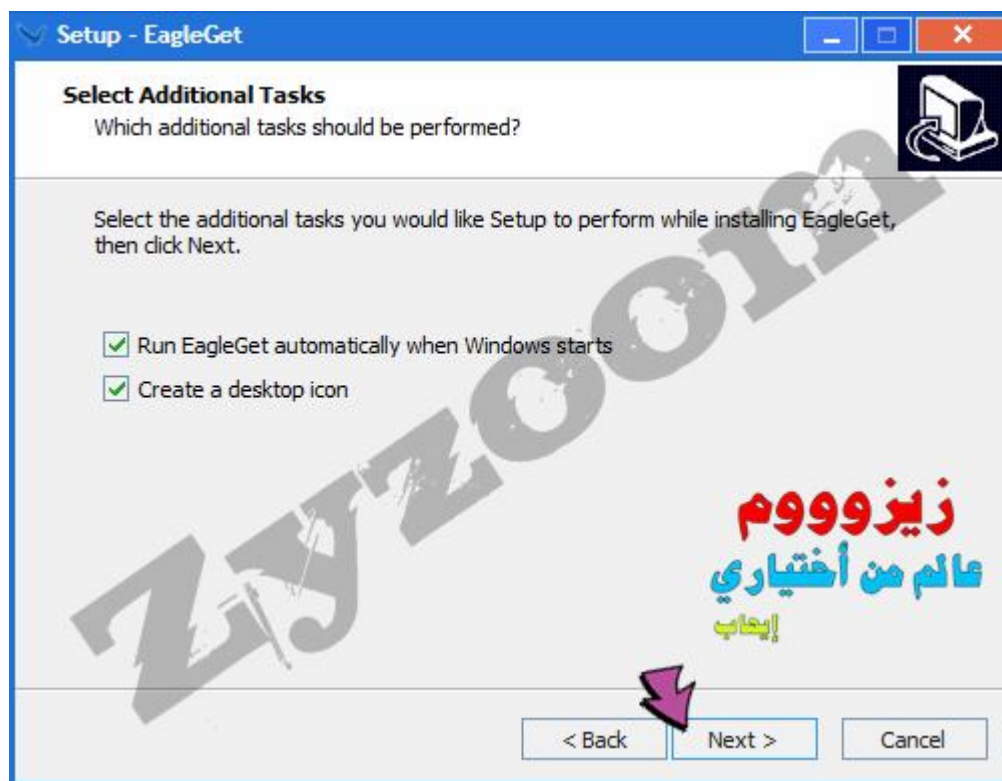 Setup - EagleGet
Select Additional Tasks
Which additional tasks should be performed?
Select the additional tasks you would like Setup to perform while installing EagleGet,
then click Next.
Run EagleGet automatically when Windows starts
Create a desktop icon
Zyzoom
زيزوووم
عالم من أختياري
إيهاب
< Back
Next >
Cancel